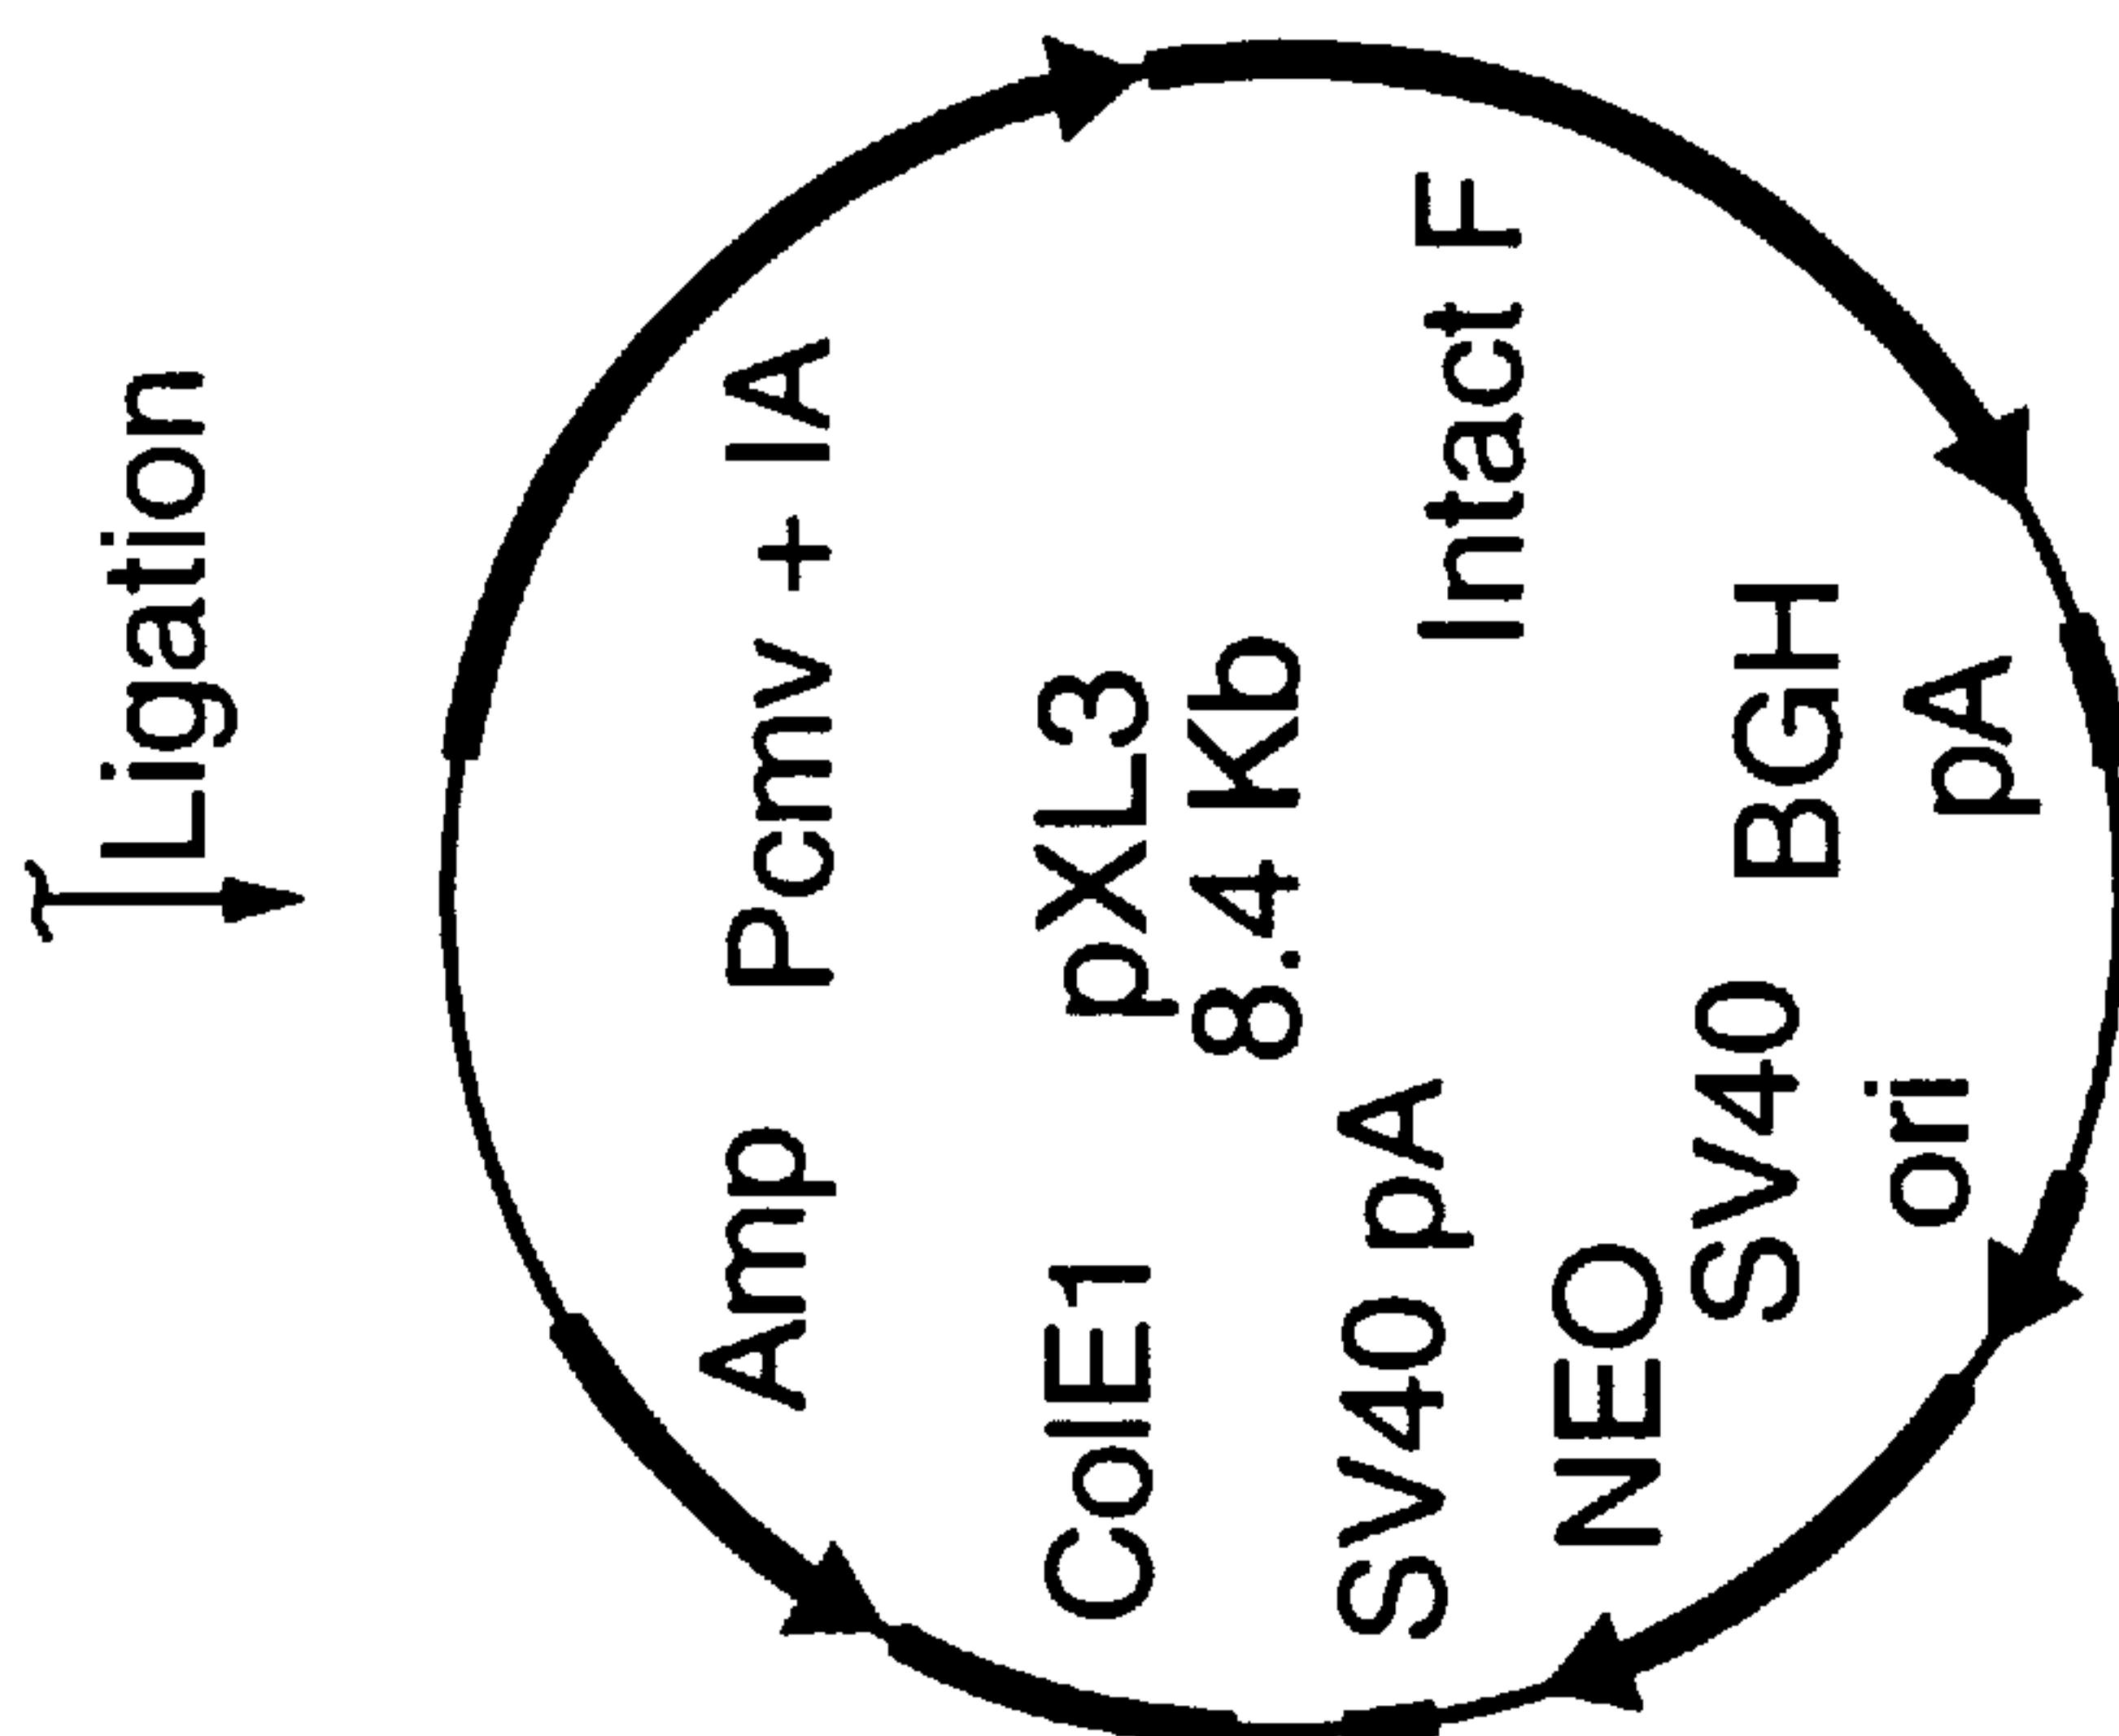 Ligation
Amp
Pcmv + IA
ColE1
pXL3
8.4 Kb
SV40 pA
Intact F
NEO
SV40
ori
BGH
pA